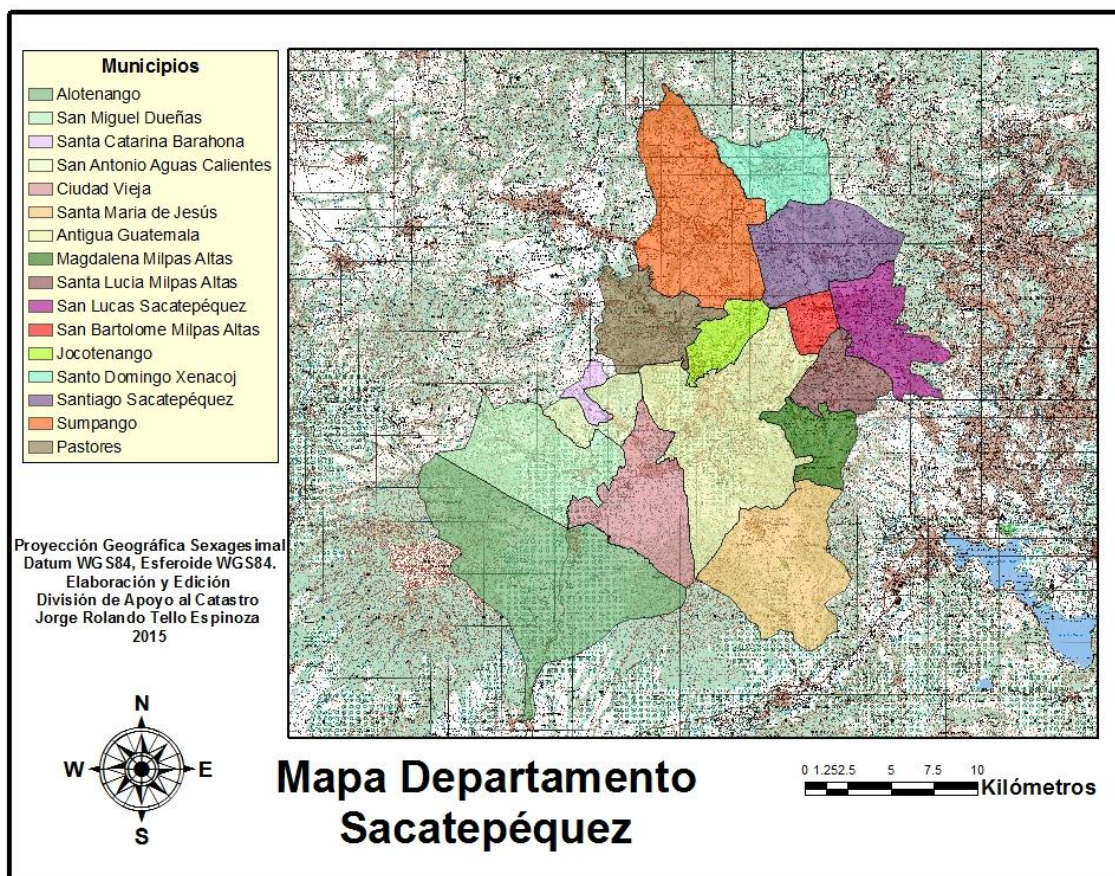 Municipios
Alotenango
San Miguel Dueñas
Santa Catarina Barahona
San Antonio Aguas Calientes
Ciudad Vieja
Santa Maria de Jesús
Antigua Guatemala
Magdalena Milpas Altas
Santa Lucia Milpas Altas
San Lucas Sacatepéquez
San Bartolome Milpas Altas
Jocotenango
Santo Domingo Xenacoj
Santiago Sacatepéquez
Sumpango
Pastores
Proyección Geográfica Sexagesimal
Datum WGS84, Esferoide WGS84.
Elaboración y Edición
División de Apoyo al Catastro
Jorge Rolando Tello Espinoza
2015
N
W E
S
Mapa Departamento
Sacatepéquez
0 1.252.5 5 7.5 10
Kilómetros